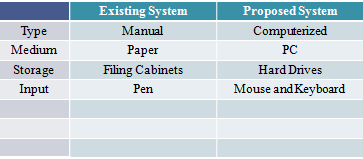 Existing System Proposed System
Type Manual Computerized
Medium Paper PC
Storage Filing Cabinets Hard Drives
Input Pen Mouse and Keyboard